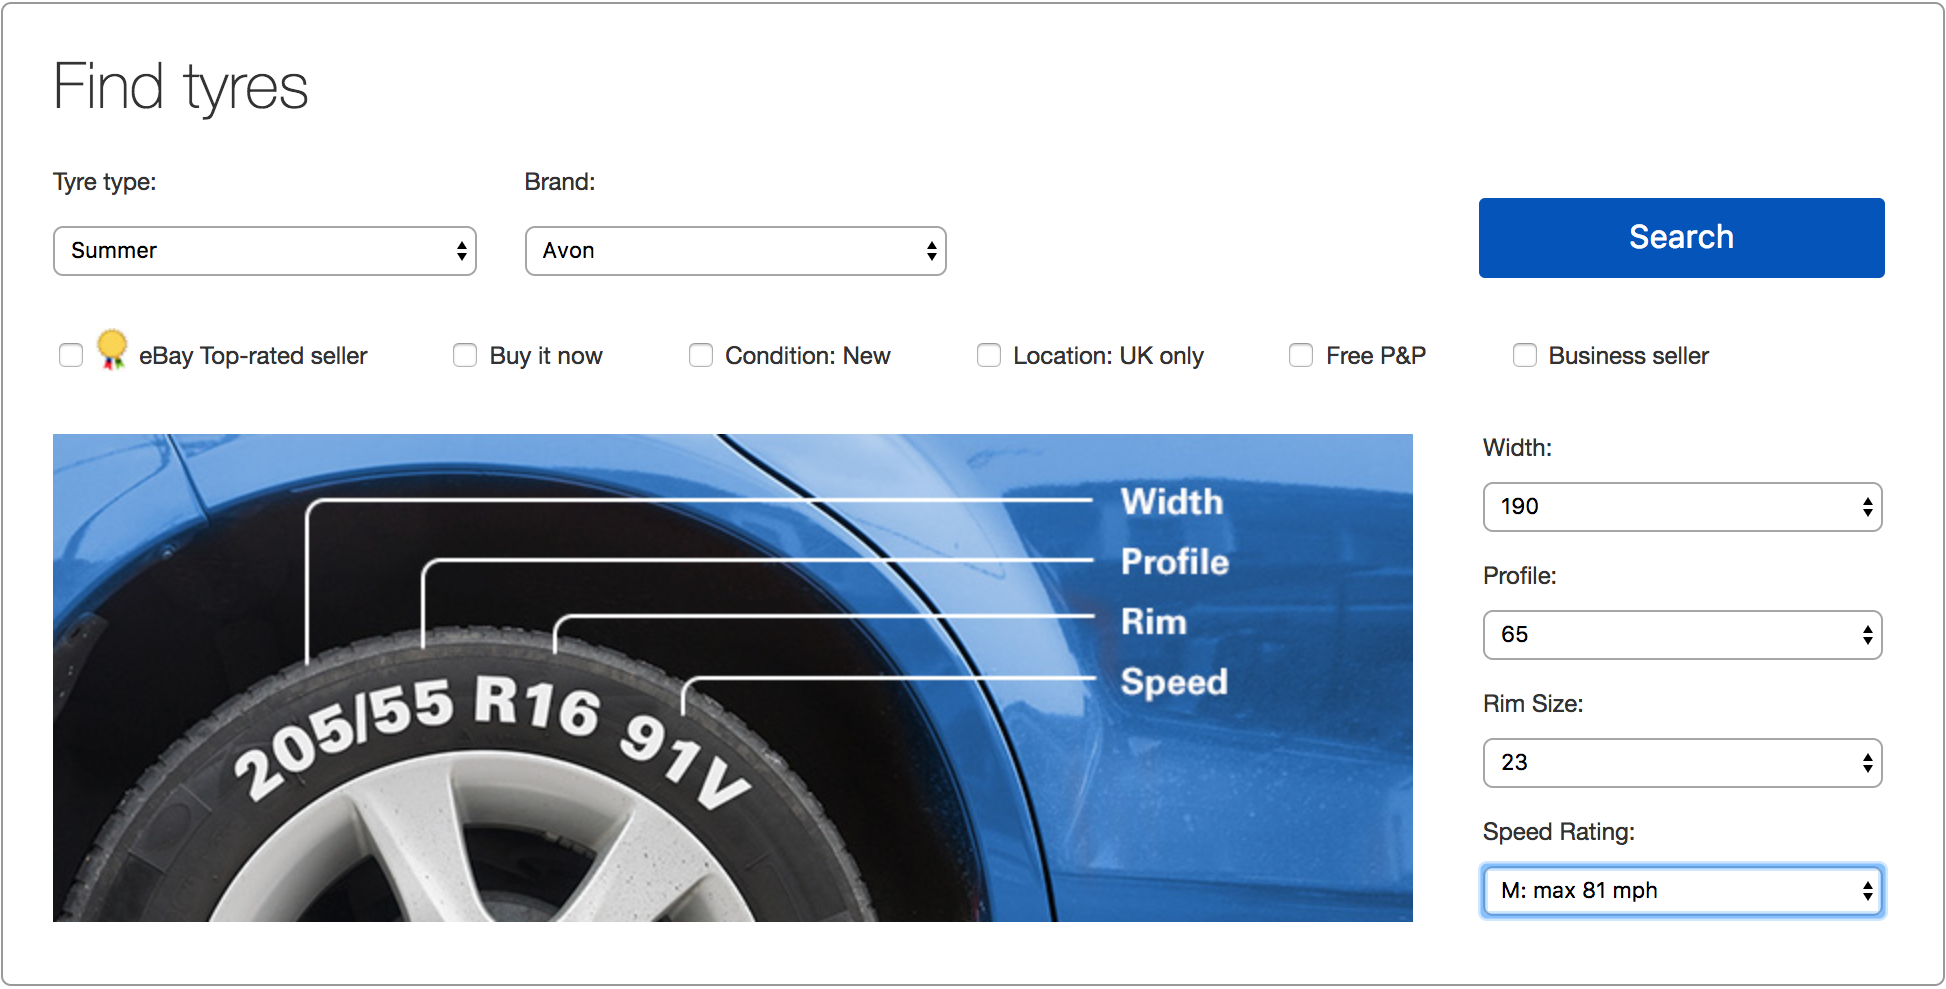 Find tyres
Tyre type:
Brand:
Summer
Avon
Search
eBay Top-rated seller
Buy it now
Condition: New
Location: UK only
Free P&P
Business seller
Width
Profile
Rim
Speed
205/55 R16 91V
Width:
190
Profile:
65
Rim Size:
23
Speed Rating:
M: max 81 mph